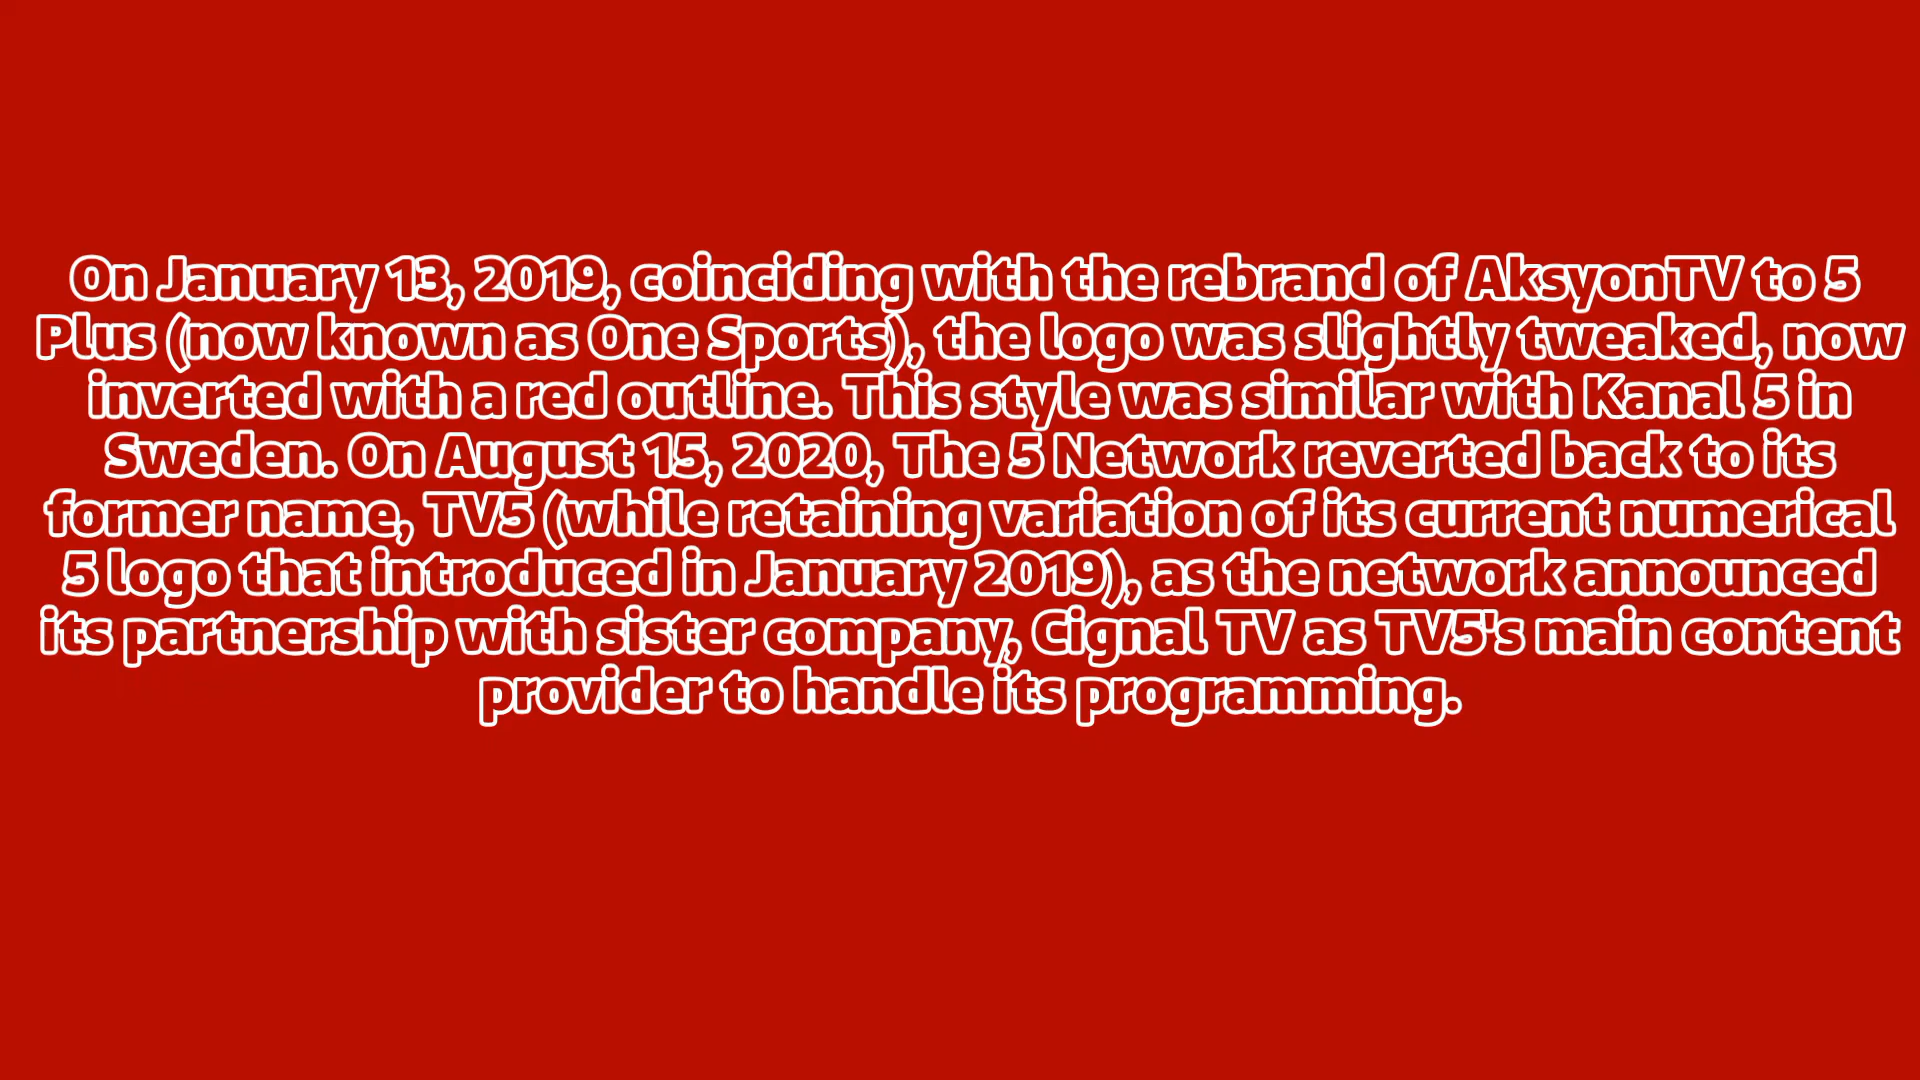 On January 13, 2019, coinciding with the rebrand of AksyonTV to 5
Plus (now known as One Sports), the logo was slightly tweaked, now
inverted with a red outline. This style was similar with Kanal 5 in
Sweden. On August 15, 2020, The 5 Network reverted back to its
former name, TV5 (while retaining variation of its current numerical
5 logo that introduced in January 2019), as the network announced
its partnership with sister company, Cignal TV as TV5's main content
provider to handle its programming.